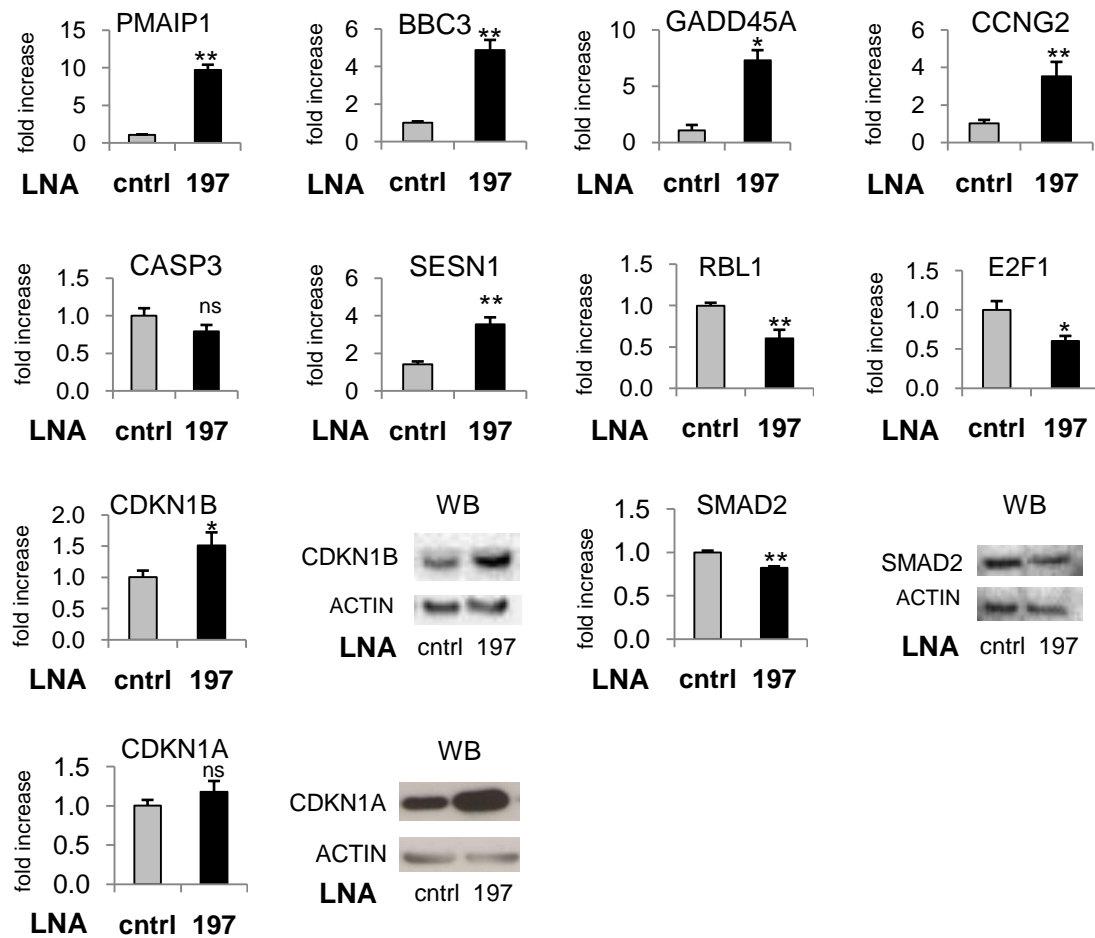 PMAIP1
fold increase
15
10
5
0
**
LNA cntrl 197
BBC3
fold increase
6
4
2
0
**
LNA cntrl 197
GADD45A
fold increase
10
5
0
*
LNA cntrl 197
CCNG2
fold increase
6
4
2
0
**
LNA cntrl 197
CASP3
fold increase
1.5
1.0
0.5
0.0
ns
LNA cntrl 197
SESN1
fold increase
6
4
2
0
**
LNA cntrl 197
RBL1
fold increase
1.5
1.0
0.5
0.0
**
LNA cntrl 197
E2F1
fold increase
1.5
1.0
0.5
0.0
*
LNA cntrl 197
CDKN1B
fold increase
2.0
1.5
1.0
0.5
0.0
*
LNA cntrl 197
WB
CDKN1B
ACTIN
LNA cntrl 197
SMAD2
fold increase
1.5
1.0
0.5
0.0
**
LNA cntrl 197
WB
SMAD2
ACTIN
LNA cntrl 197
CDKN1A
fold increase
1.5
1.0
0.5
0.0
ns
LNA cntrl 197
WB
CDKN1A
ACTIN
LNA cntrl 197